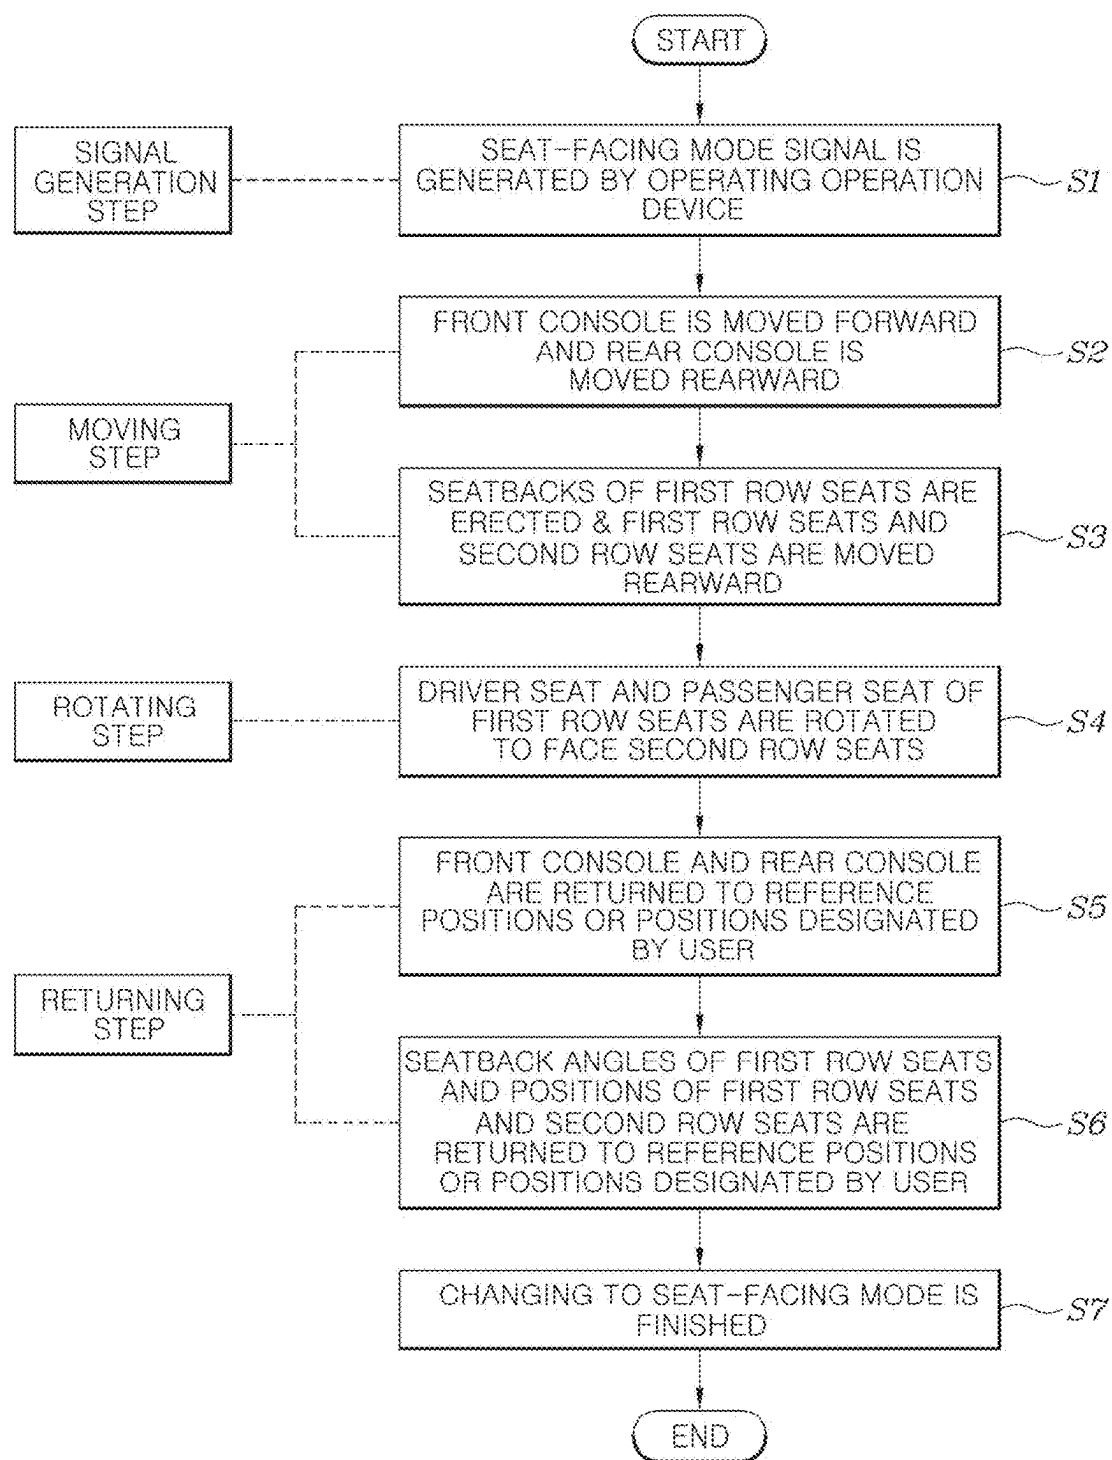 START
SIGNAL
GENERATION
STEP
SEAT-FACING MODE SIGNAL IS
GENERATED BY OPERATING OPERATION
DEVICE
S1
FRONT CONSOLE IS MOVED FORWARD
AND REAR CONSOLE IS
MOVED REARWARD
S2
MOVING
STEP
SEATBACKS OF FIRST ROW SEATS ARE
ERECTED & FIRST ROW SEATS AND
SECOND ROW SEATS ARE MOVED
REARWARD
S3
ROTATING
STEP
DRIVER SEAT AND PASSENGER SEAT OF
FIRST ROW SEATS ARE ROTATED
TO FACE SECOND ROW SEATS
S4
FRONT CONSOLE AND REAR CONSOLE
ARE RETURNED TO REFERENCE
POSITIONS OR POSITIONS DESIGNATED
BY USER
S5
RETURNING
STEP
SEATBACK ANGLES OF FIRST ROW SEATS
AND POSITIONS OF FIRST ROW SEATS
AND SECOND ROW SEATS ARE
RETURNED TO REFERENCE POSITIONS
OR POSITIONS DESIGNATED BY USER
S6
CHANGING TO SEAT-FACING MODE IS
FINISHED
S7
END